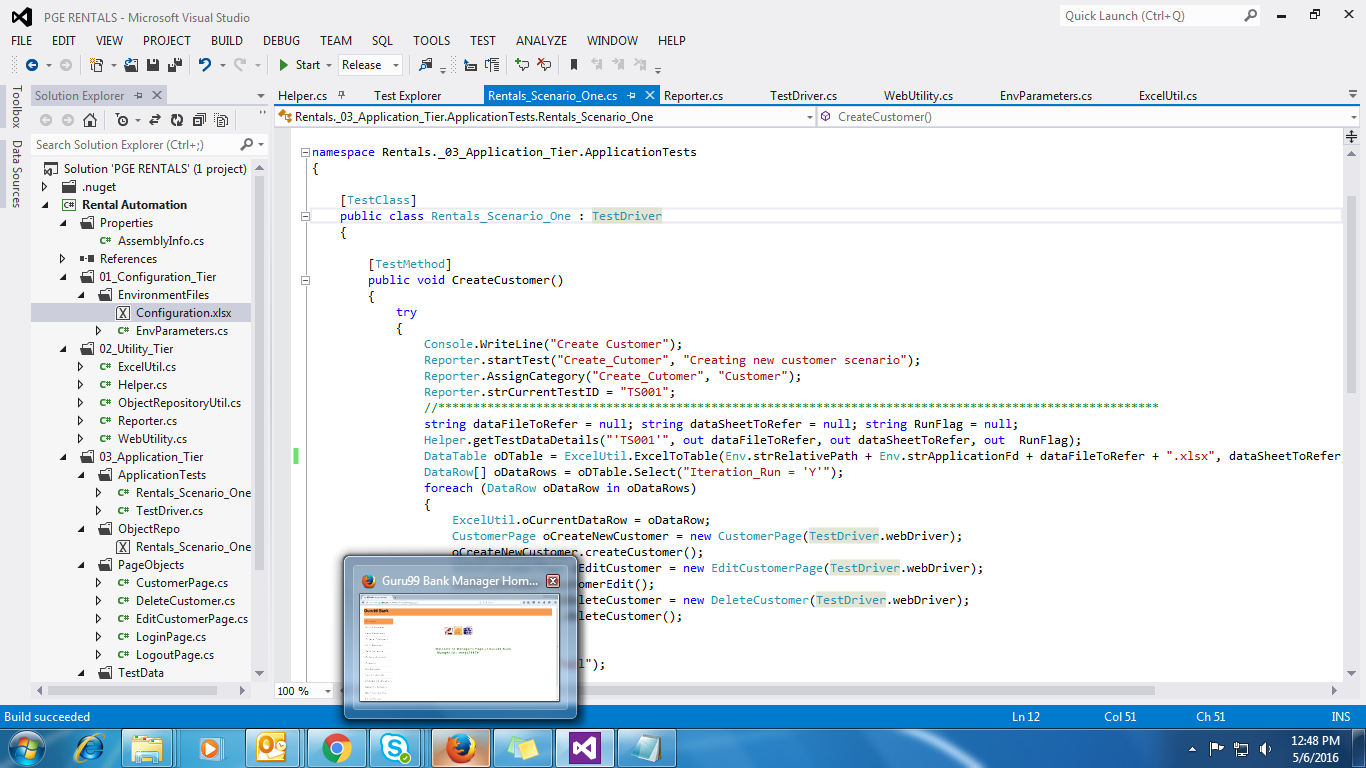 PGE RENTALS - Microsoft Visual Studio
Quick Launch (Ctrl+Q)
FILE EDIT VIEW PROJECT BUILD DEBUG TEAM SQL TOOLS TEST ANALYZE WINDOW HELP
Start Release
Toolbox
Data Sources
Solution Explorer
Search Solution Explorer (Ctrl+;)
Solution 'PGE RENTALS' (1 project)
.nuget
Rental Automation
Properties
AssemblyInfo.cs
References
01_Configuration_Tier
EnvironmentFiles
Configuration.xlsx
EnvParameters.cs
02_Utility_Tier
ExcelUtil.cs
Helper.cs
ObjectRepositoryUtil.cs
Reporter.cs
WebUtility.cs
03_Application_Tier
ApplicationTests
Rentals_Scenario_One
TestDriver.cs
ObjectRepo
Rentals_Scenario_One
PageObjects
CustomerPage.cs
DeleteCustomer.cs
EditCustomerPage.cs
LoginPage.cs
LogoutPage.cs
TestData
Helper.cs Test Explorer Rentals_Scenario_One.cs Reporter.cs TestDriver.cs WebUtility.cs EnvParameters.cs ExcelUtil.cs
Rentals._03_Application_Tier.ApplicationTests.Rentals_Scenario_One CreateCustomer()
namespace Rentals._03_Application_Tier.ApplicationTests
{
[TestClass]
public class Rentals_Scenario_One : TestDriver
{
[TestMethod]
public void CreateCustomer()
{
try
{
Console.WriteLine("Create Customer");
Reporter.startTest("Create_Cutomer", "Creating new customer scenario");
Reporter.AssignCategory("Create_Cutomer", "Customer");
Reporter.strCurrentTestID = "TS001";
//*******************************************************************************************************
string dataFileToRefer = null; string dataSheetToRefer = null; string RunFlag = null;
Helper.getTestDataDetails("'TS001'", out dataFileToRefer, out dataSheetToRefer, out  RunFlag);
DataTable oDTable = ExcelUtil.ExcelToTable(Env.strRelativePath + Env.strApplicationFd + dataFileToRefer + ".xlsx", dataSheetToRefer
DataRow[] oDataRows = oDTable.Select("Iteration_Run = 'Y'");
foreach (DataRow oDataRow in oDataRows)
{
ExcelUtil.oCurrentDataRow = oDataRow;
CustomerPage oCreateNewCustomer = new CustomerPage(TestDriver.webDriver);
oCreateNewCustomer.createCustomer();
EditCustomer = new EditCustomerPage(TestDriver.webDriver);
omerEdit();
leteCustomer = new DeleteCustomer(TestDriver.webDriver);
leteCustomer();
l");
Guru99 Bank Manager Hom...
Guru99 Bank
100 %
Build succeeded Ln 12 Col 51 Ch 51 INS
12:48 PM
5/6/2016